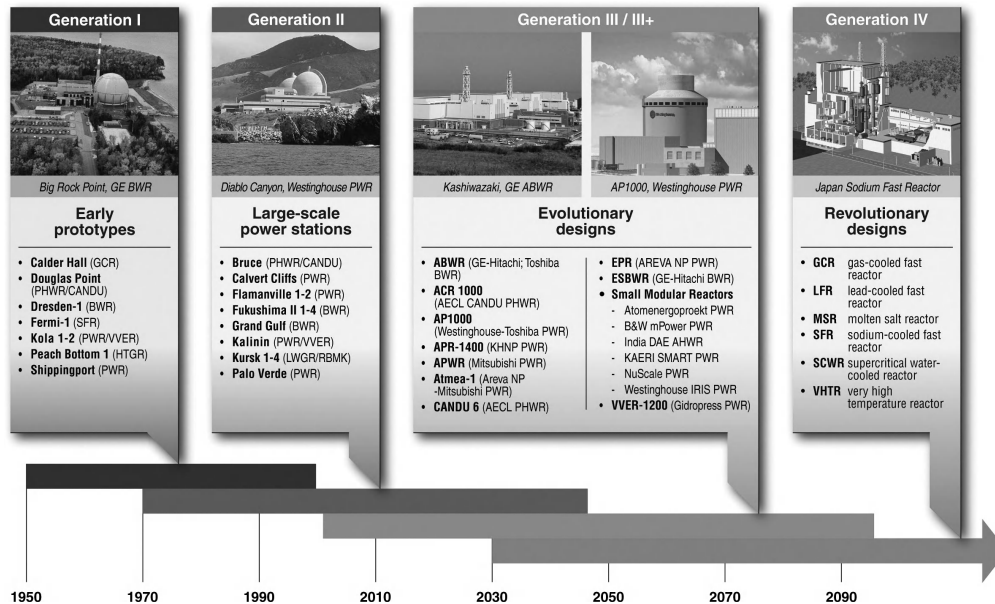 Generation I
Big Rock Point, GE BWR
Early
prototypes
• Calder Hall (GCR)
• Douglas Point
(PHWR/CANDU)
• Dresden-1 (BWR)
• Fermi-1 (SFR)
• Kola 1-2 (PWR/VVER)
• Peach Bottom 1 (HTGR)
• Shippingport (PWR)
Generation II
Diablo Canyon, Westinghouse PWR
Large-scale
power stations
• Bruce (PHWR/CANDU)
• Calvert Cliffs (PWR)
• Flamanville 1-2 (PWR)
• Fukushima II 1-4 (BWR)
• Grand Gulf (BWR)
• Kalinin (PWR/VVER)
• Kursk 1-4 (LWGR/RBMK)
• Palo Verde (PWR)
Generation III / III+
Kashiwazaki, GE ABWR
AP1000, Westinghouse PWR
Evolutionary
designs
• ABWR (GE-Hitachi; Toshiba
BWR)
• ACR 1000
(AECL CANDU PHWR)
• AP1000
(Westinghouse-Toshiba PWR)
• APR-1400 (KHNP PWR)
• APWR (Mitsubishi PWR)
• Atmea-1 (Areva NP
-Mitsubishi PWR)
• CANDU 6 (AECL PHWR)
• EPR (AREVA NP PWR)
• ESBWR (GE-Hitachi BWR)
• Small Modular Reactors
- Atomenergoproekt PWR
- B&W mPower PWR
- India DAE AHWR
- KAERI SMART PWR
- NuScale PWR
- Westinghouse IRIS PWR
• VVER-1200 (Gidropress PWR)
Generation IV
Japan Sodium Fast Reactor
Revolutionary
designs
• GCR gas-cooled fast
reactor
• LFR lead-cooled fast
reactor
• MSR molten salt reactor
• SFR sodium-cooled fast
reactor
• SCWR supercritical water-
cooled reactor
• VHTR very high
temperature reactor
1950 1970 1990 2010 2030 2050 2070 2090